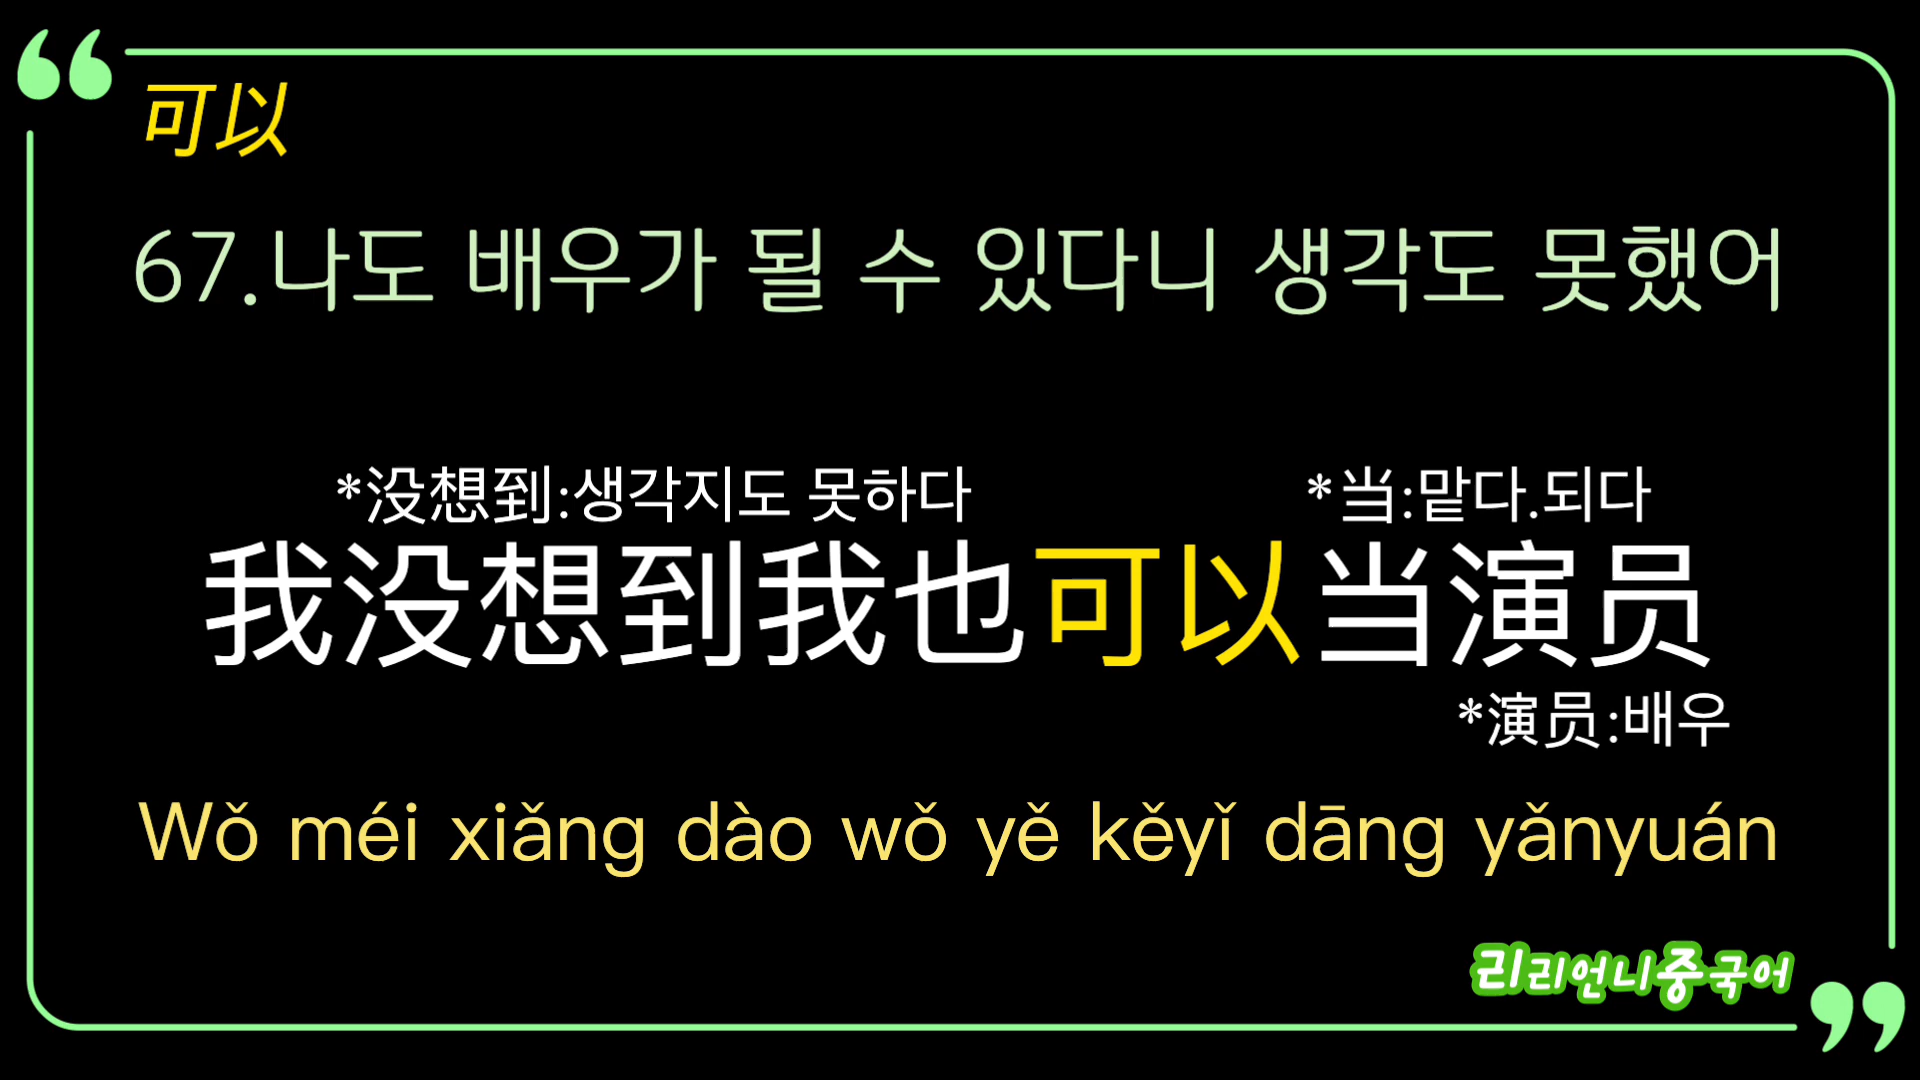 可以
67.나도 배우가 될 수 있다니 생각도 못했어
*没想到:생각지도 못하다 *当:맡다.되다
我没想到我也可以当演员
*演员:배우
Wǒ méi xiǎng dào wǒ yě kěyǐ dāng yǎnyuán
리리언니중국어